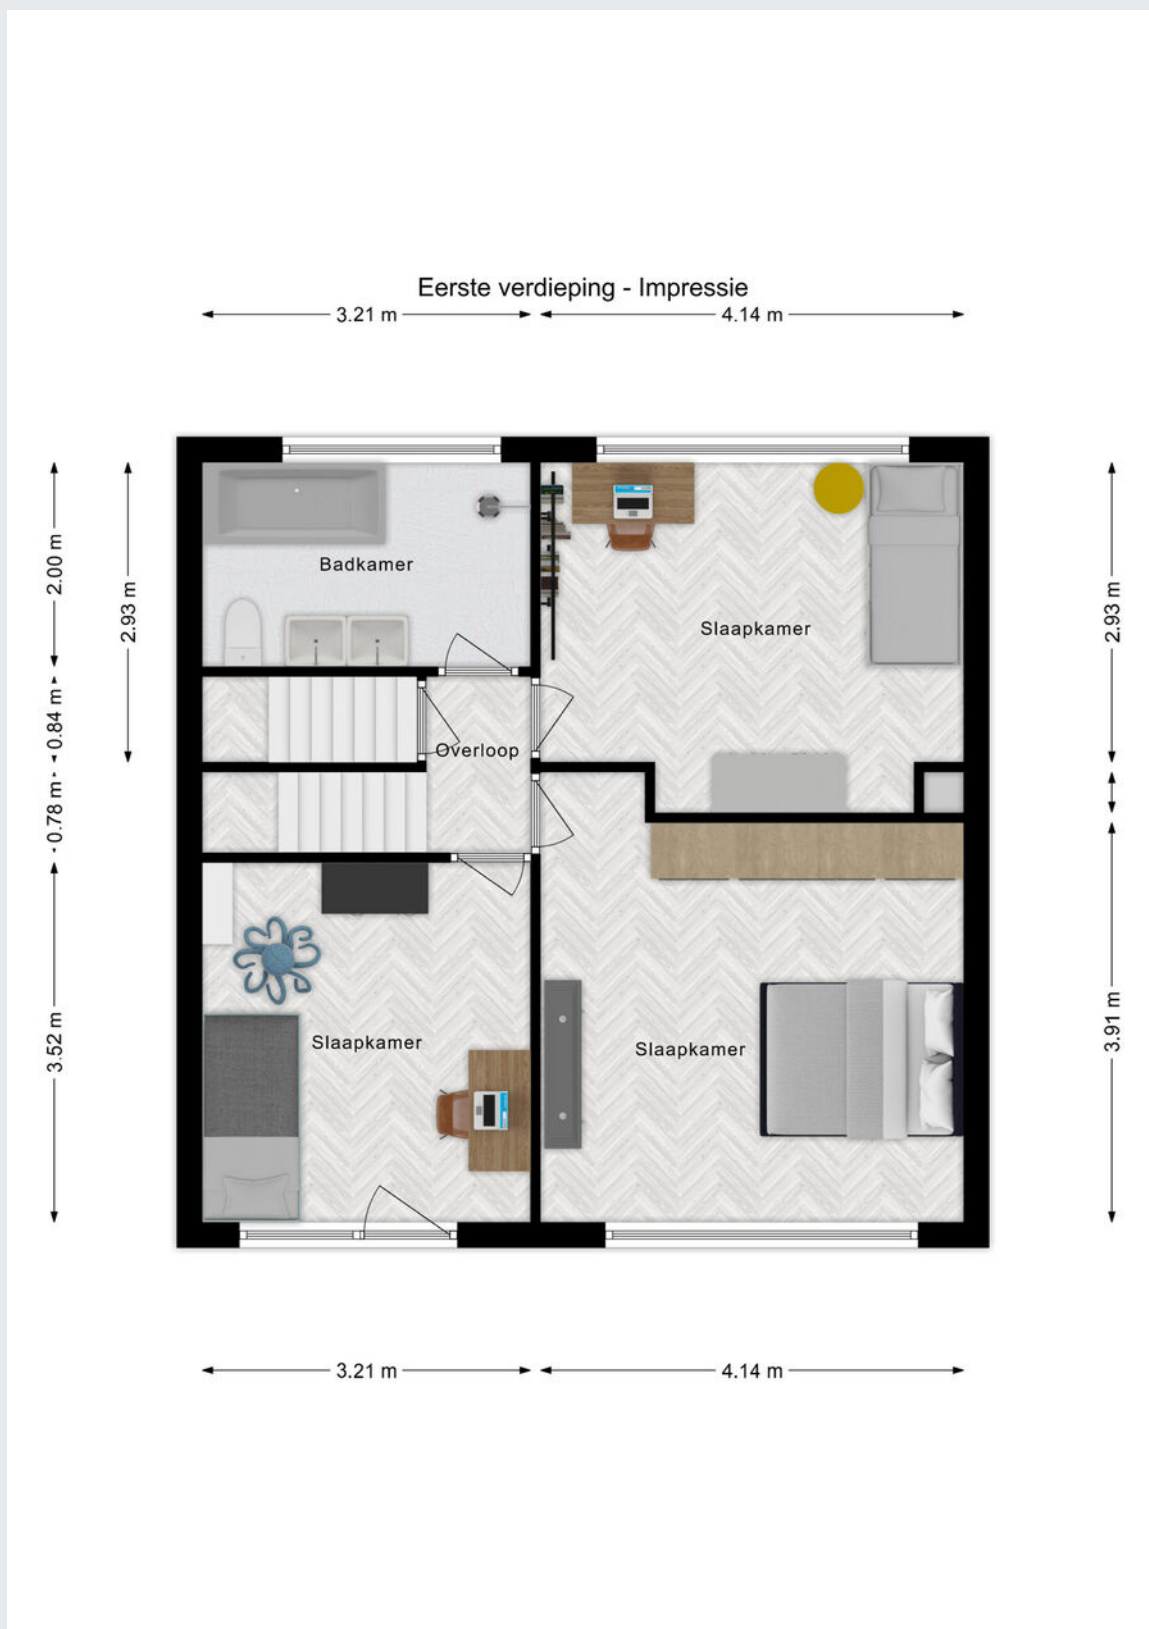 Eerste verdieping - Impressie
3.21 m
4.14 m
2.00 m
2.93 m
0.84 m
0.78 m
3.52 m
2.93 m
3.91 m
Badkamer
Slaapkamer
Overloop
Slaapkamer
Slaapkamer
3.21 m
4.14 m